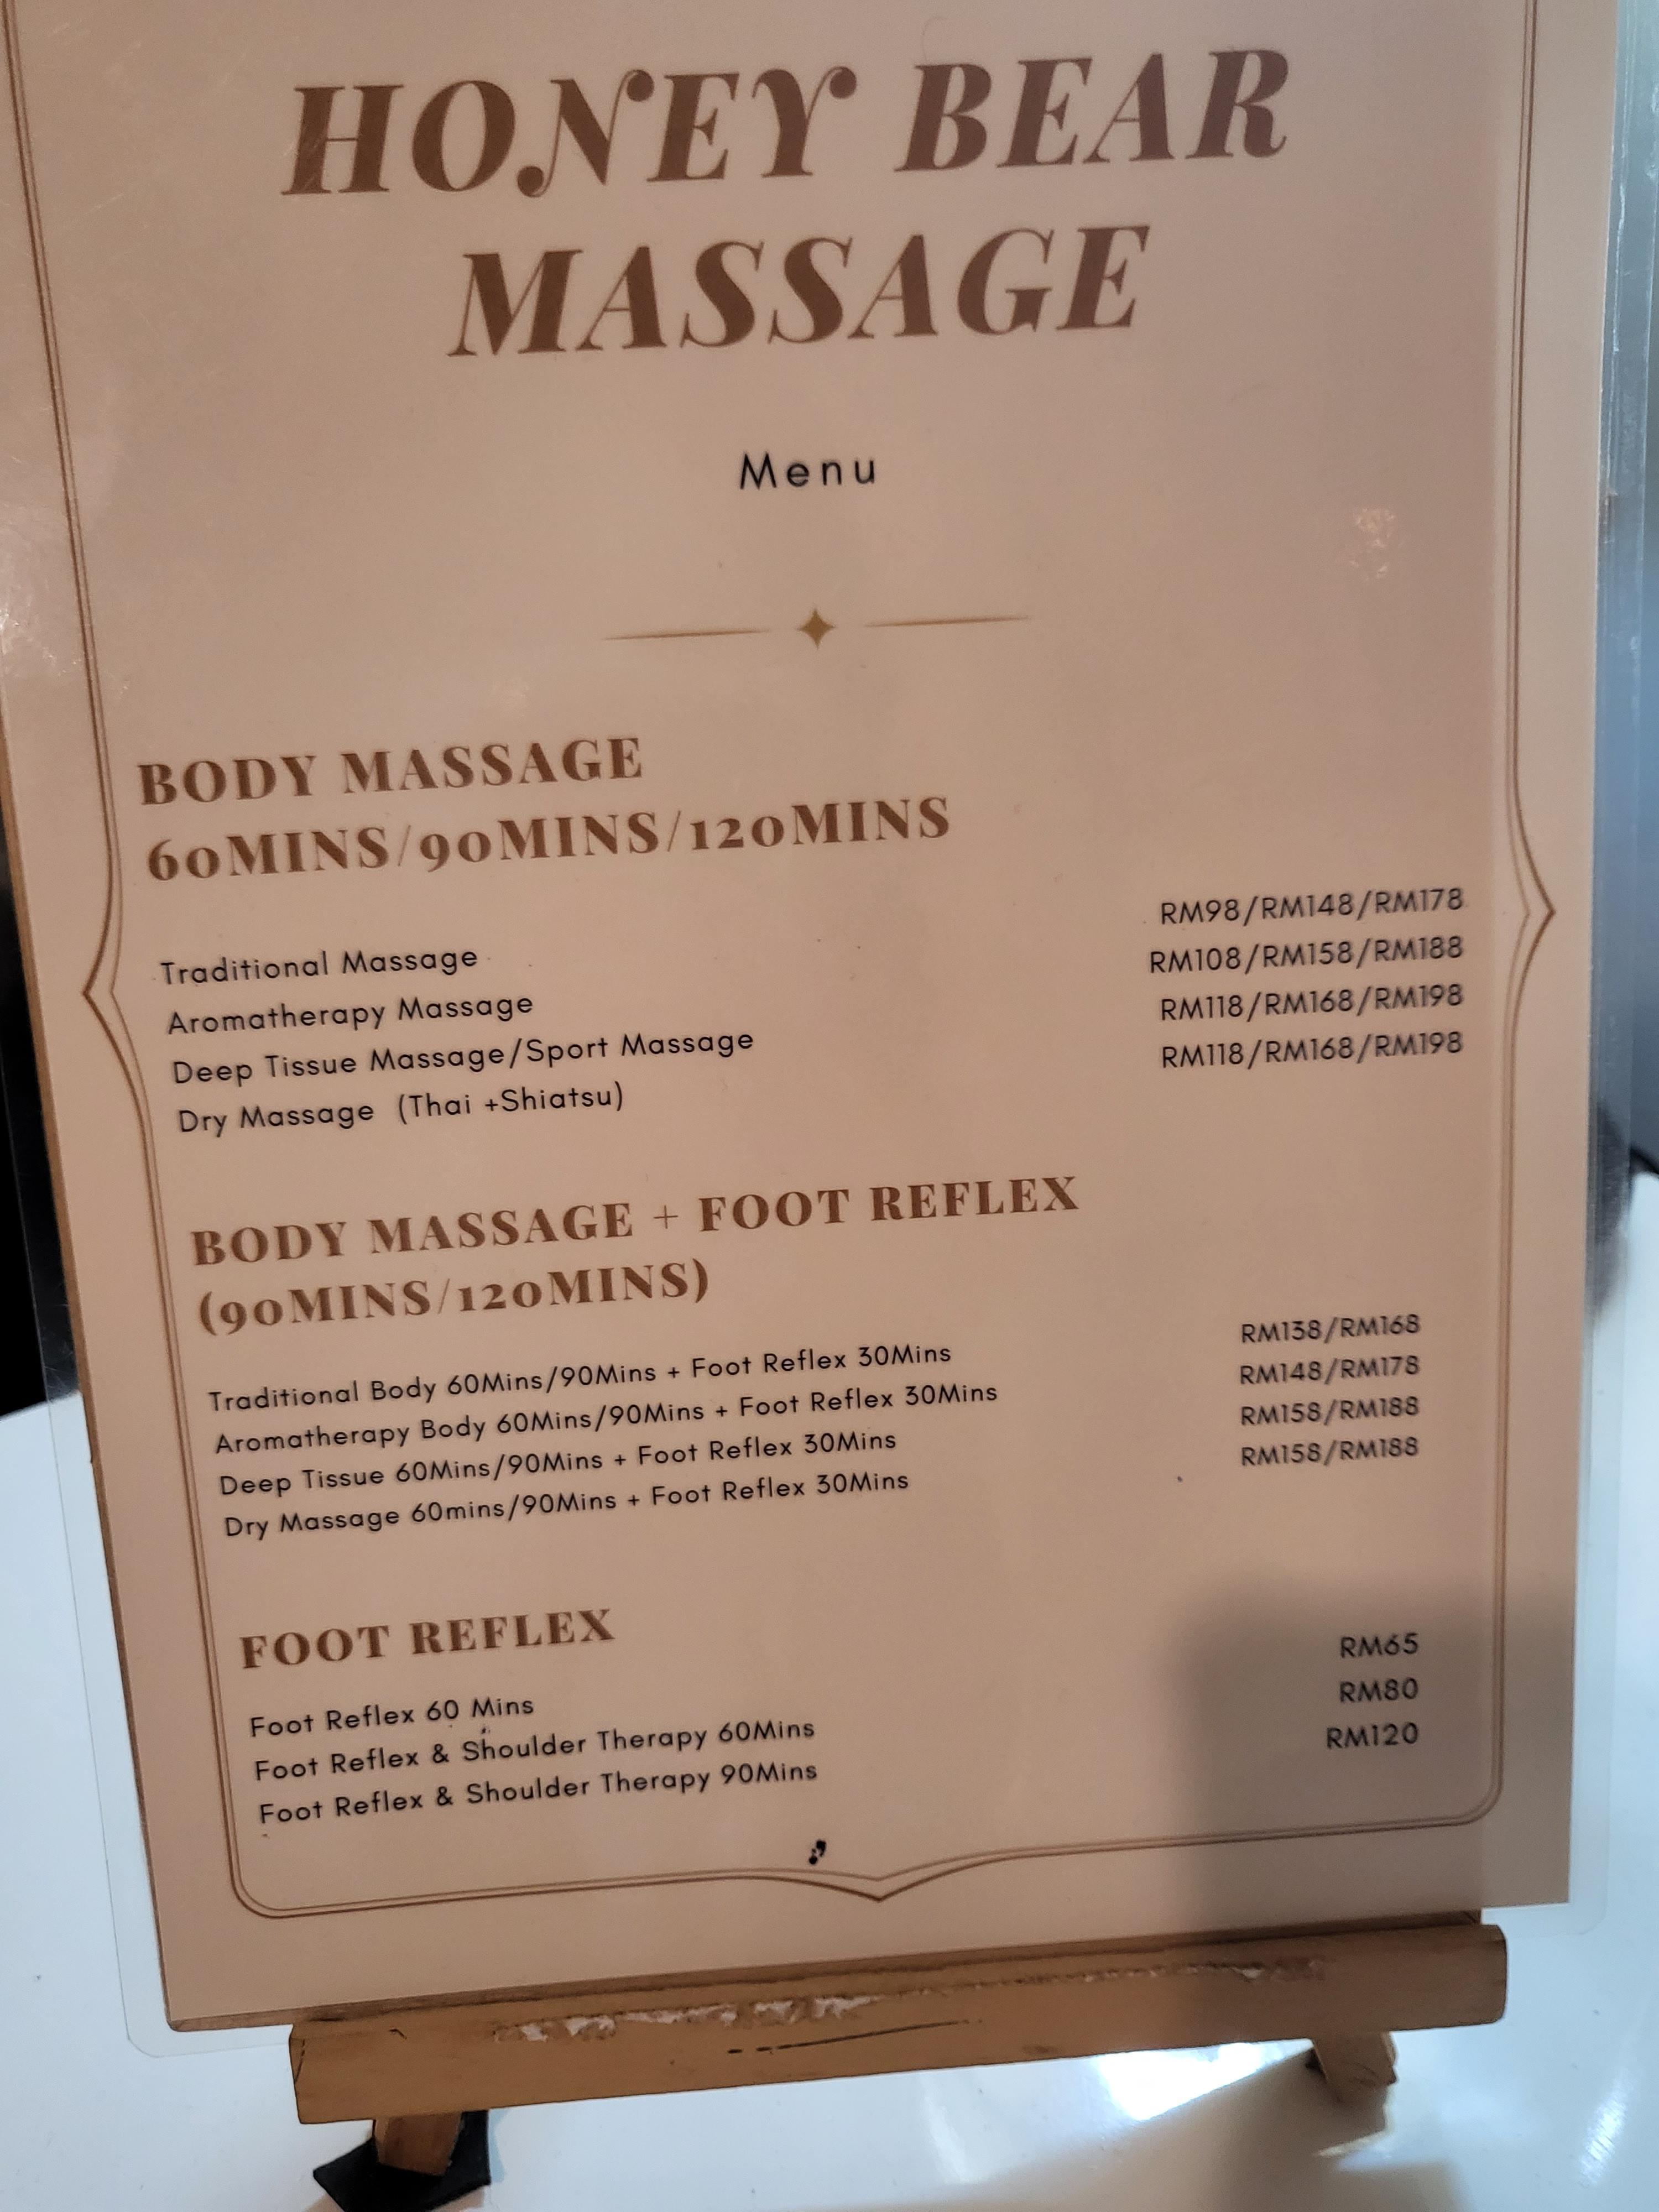 HONEY BEAR
MASSAGE
Menu
BODY MASSAGE
60MINS/90MINS/120MINS
Traditional Massage RM98/RM148/RM178
Aromatherapy Massage RM108/RM158/RM188
Deep Tissue Massage/Sport Massage RM118/RM168/RM198
Dry Massage (Thai +Shiatsu) RM118/RM168/RM198
BODY MASSAGE + FOOT REFLEX
(90MINS/120MINS)
Traditional Body 60Mins/90Mins + Foot Reflex 30Mins RM138/RM168
Aromatherapy Body 60Mins/90Mins + Foot Reflex 30Mins RM148/RM178
Deep Tissue 60Mins/90Mins + Foot Reflex 30Mins RM158/RM188
Dry Massage 60mins/90Mins + Foot Reflex 30Mins RM158/RM188
FOOT REFLEX
Foot Reflex 60 Mins RM65
Foot Reflex & Shoulder Therapy 60Mins RM80
Foot Reflex & Shoulder Therapy 90Mins RM120